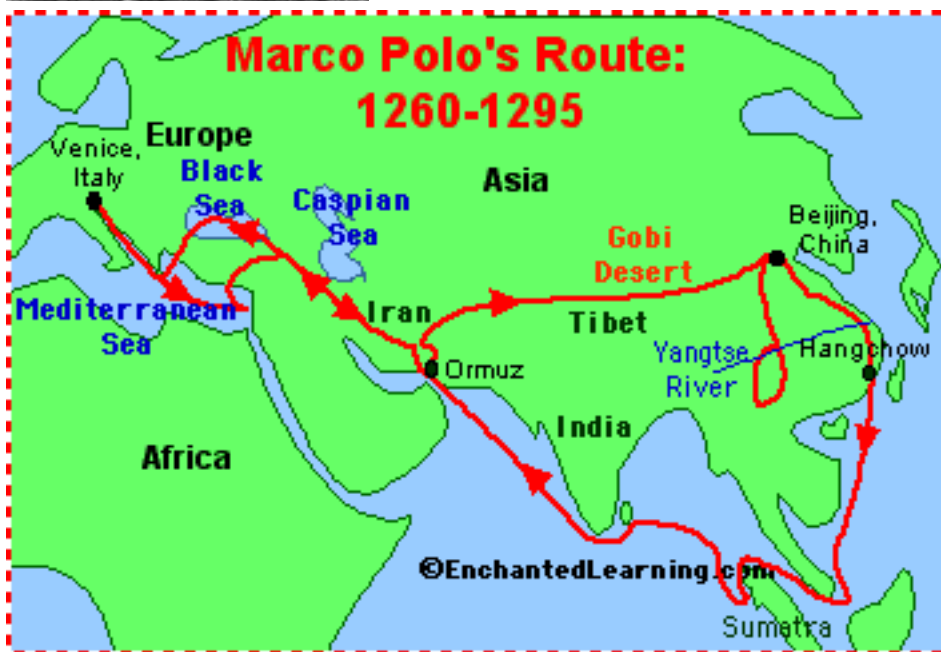 Marco Polo's Route:
1260-1295
Europe
Venice,
Italy
Black
Sea
Caspian
Sea
Asia
Beijing,
China
Gobi
Desert
Mediterranean
Sea
Iran
Tibet
Yangtse
River
Hangchow
Ormuz
India
Africa
©EnchantedLearning.com
Sumatra